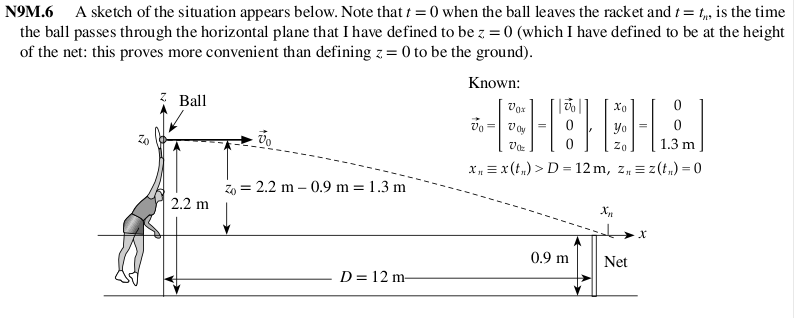 N9M.6 A sketch of the situation appears below. Note that t = 0 when the ball leaves the racket and t = tₙ, is the time
the ball passes through the horizontal plane that I have defined to be z = 0 (which I have defined to be at the height
of the net: this proves more convenient than defining z = 0 to be the ground).
Known:
z Ball
v⃗₀ = [v₀ₓ v₀y v₀z] = [|v⃗₀| 0 0], [x₀ y₀ z₀] = [0 0 1.3 m]
z₀ v⃗₀
xₙ ≡ x(tₙ) > D = 12 m, zₙ ≡ z(tₙ) = 0
z₀ = 2.2 m – 0.9 m = 1.3 m
2.2 m
xₙ
x
0.9 m Net
D = 12 m